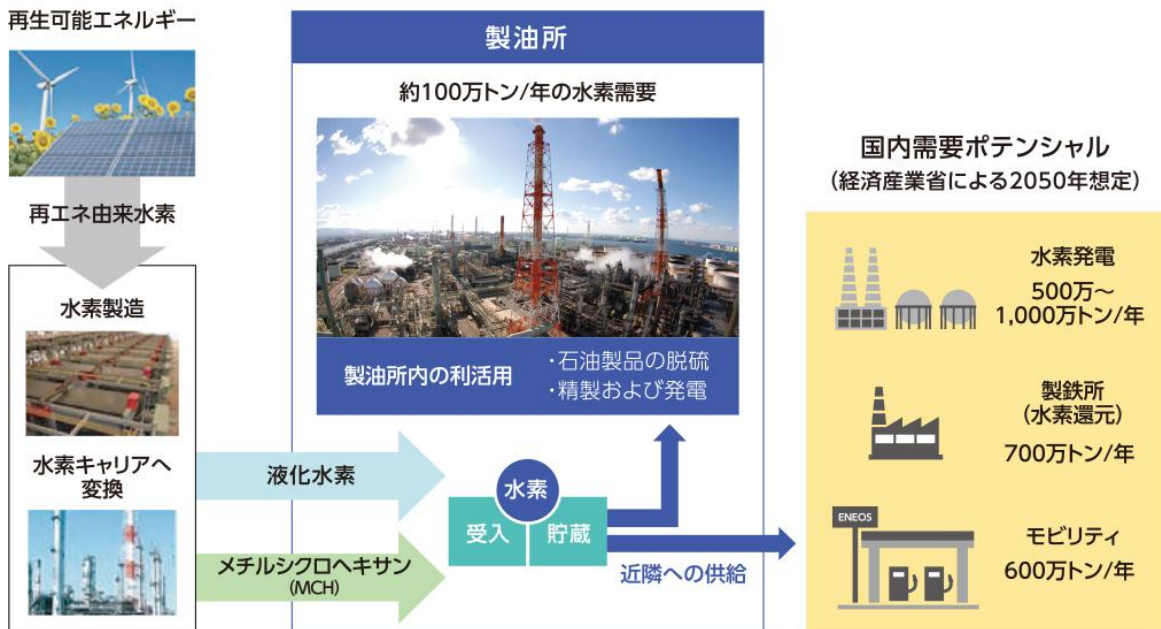 再生可能エネルギー
再エネ由来水素
水素製造
水素キャリアへ
変換
液化水素
メチルシクロヘキサン
(MCH)
製油所
約100万トン/年の水素需要
製油所内の利活用
・石油製品の脱硫
・精製および発電
水素
受入
貯蔵
近隣への供給
国内需要ポテンシャル
(経済産業省による2050年想定)
水素発電
500万～
1,000万トン/年
製鉄所
(水素還元)
700万トン/年
ENEOS
モビリティ
600万トン/年